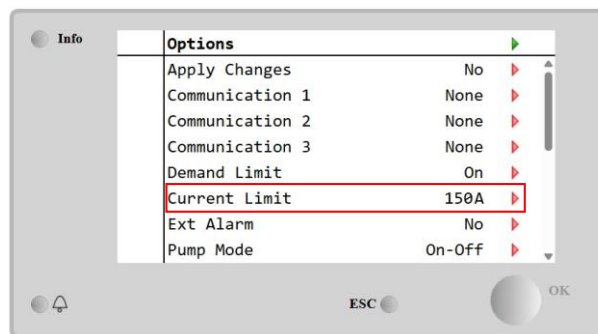 Info
Options
Apply Changes No
Communication 1 None
Communication 2 None
Communication 3 None
Demand Limit On
Current Limit 150A
Ext Alarm No
Pump Mode On-Off
ESC
OK